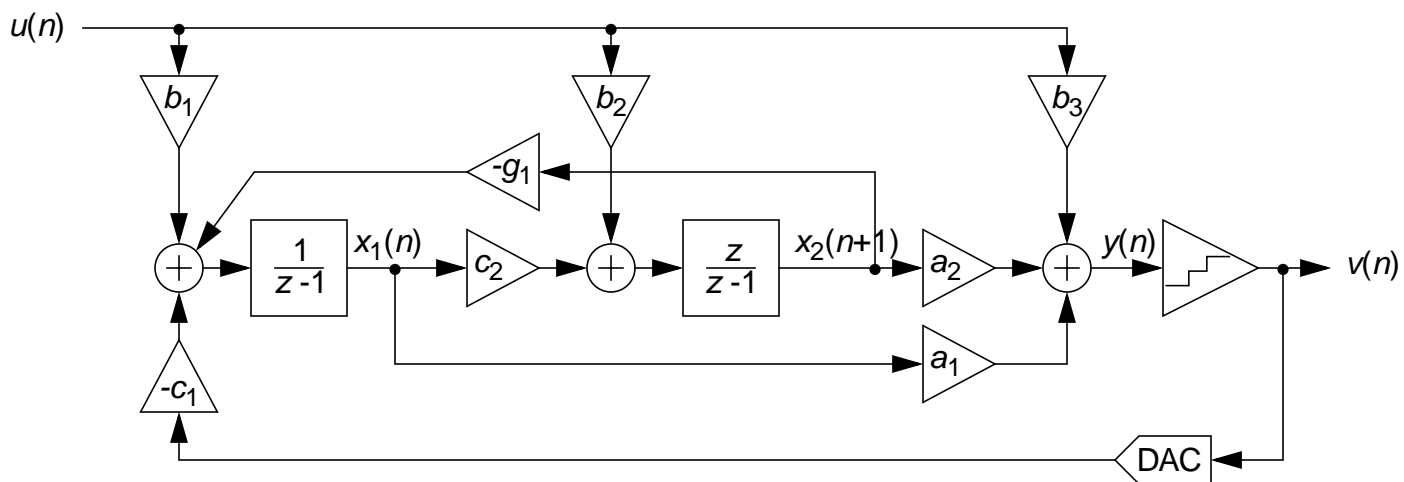 u(n)
b1
b2
b3
-g1
1
z-1
x1(n)
c2
z
z-1
x2(n+1)
a2
y(n)
v(n)
a1
-c1
DAC